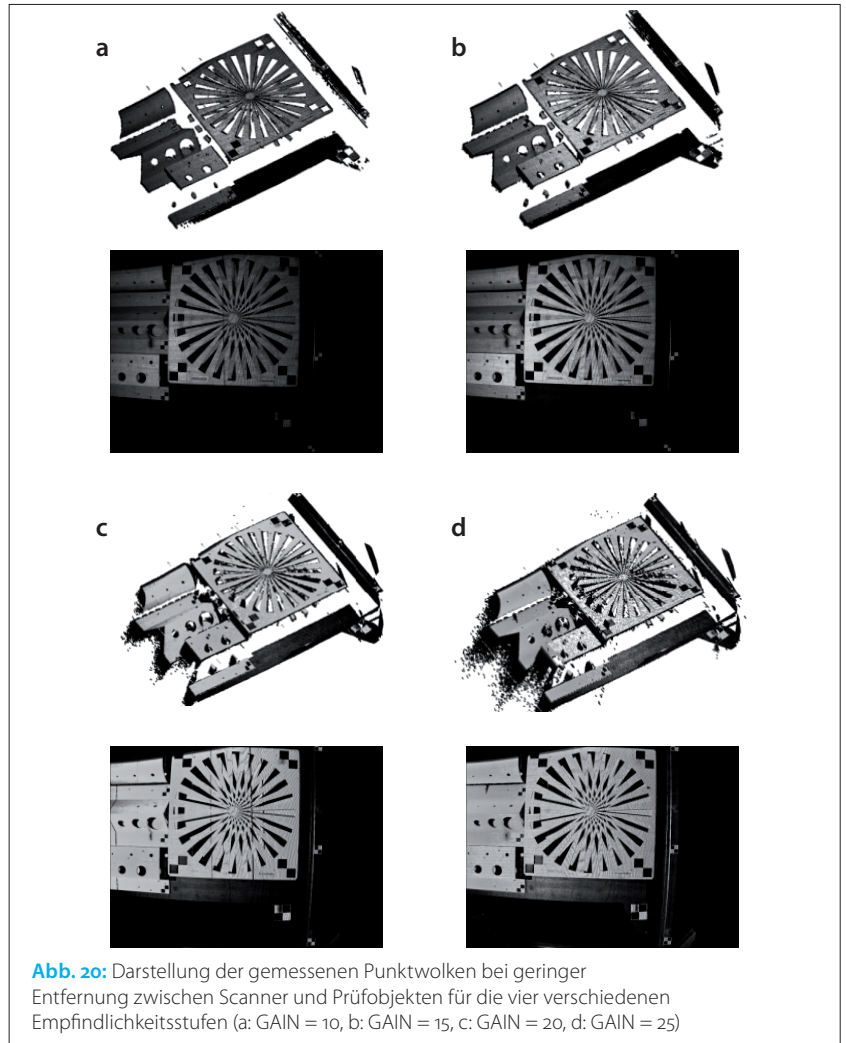 a
b
c
d
Abb. 20: Darstellung der gemessenen Punktwolken bei geringer
Entfernung zwischen Scanner und Prüfobjekten für die vier verschiedenen
Empfindlichkeitsstufen (a: GAIN = 10, b: GAIN = 15, c: GAIN = 20, d: GAIN = 25)